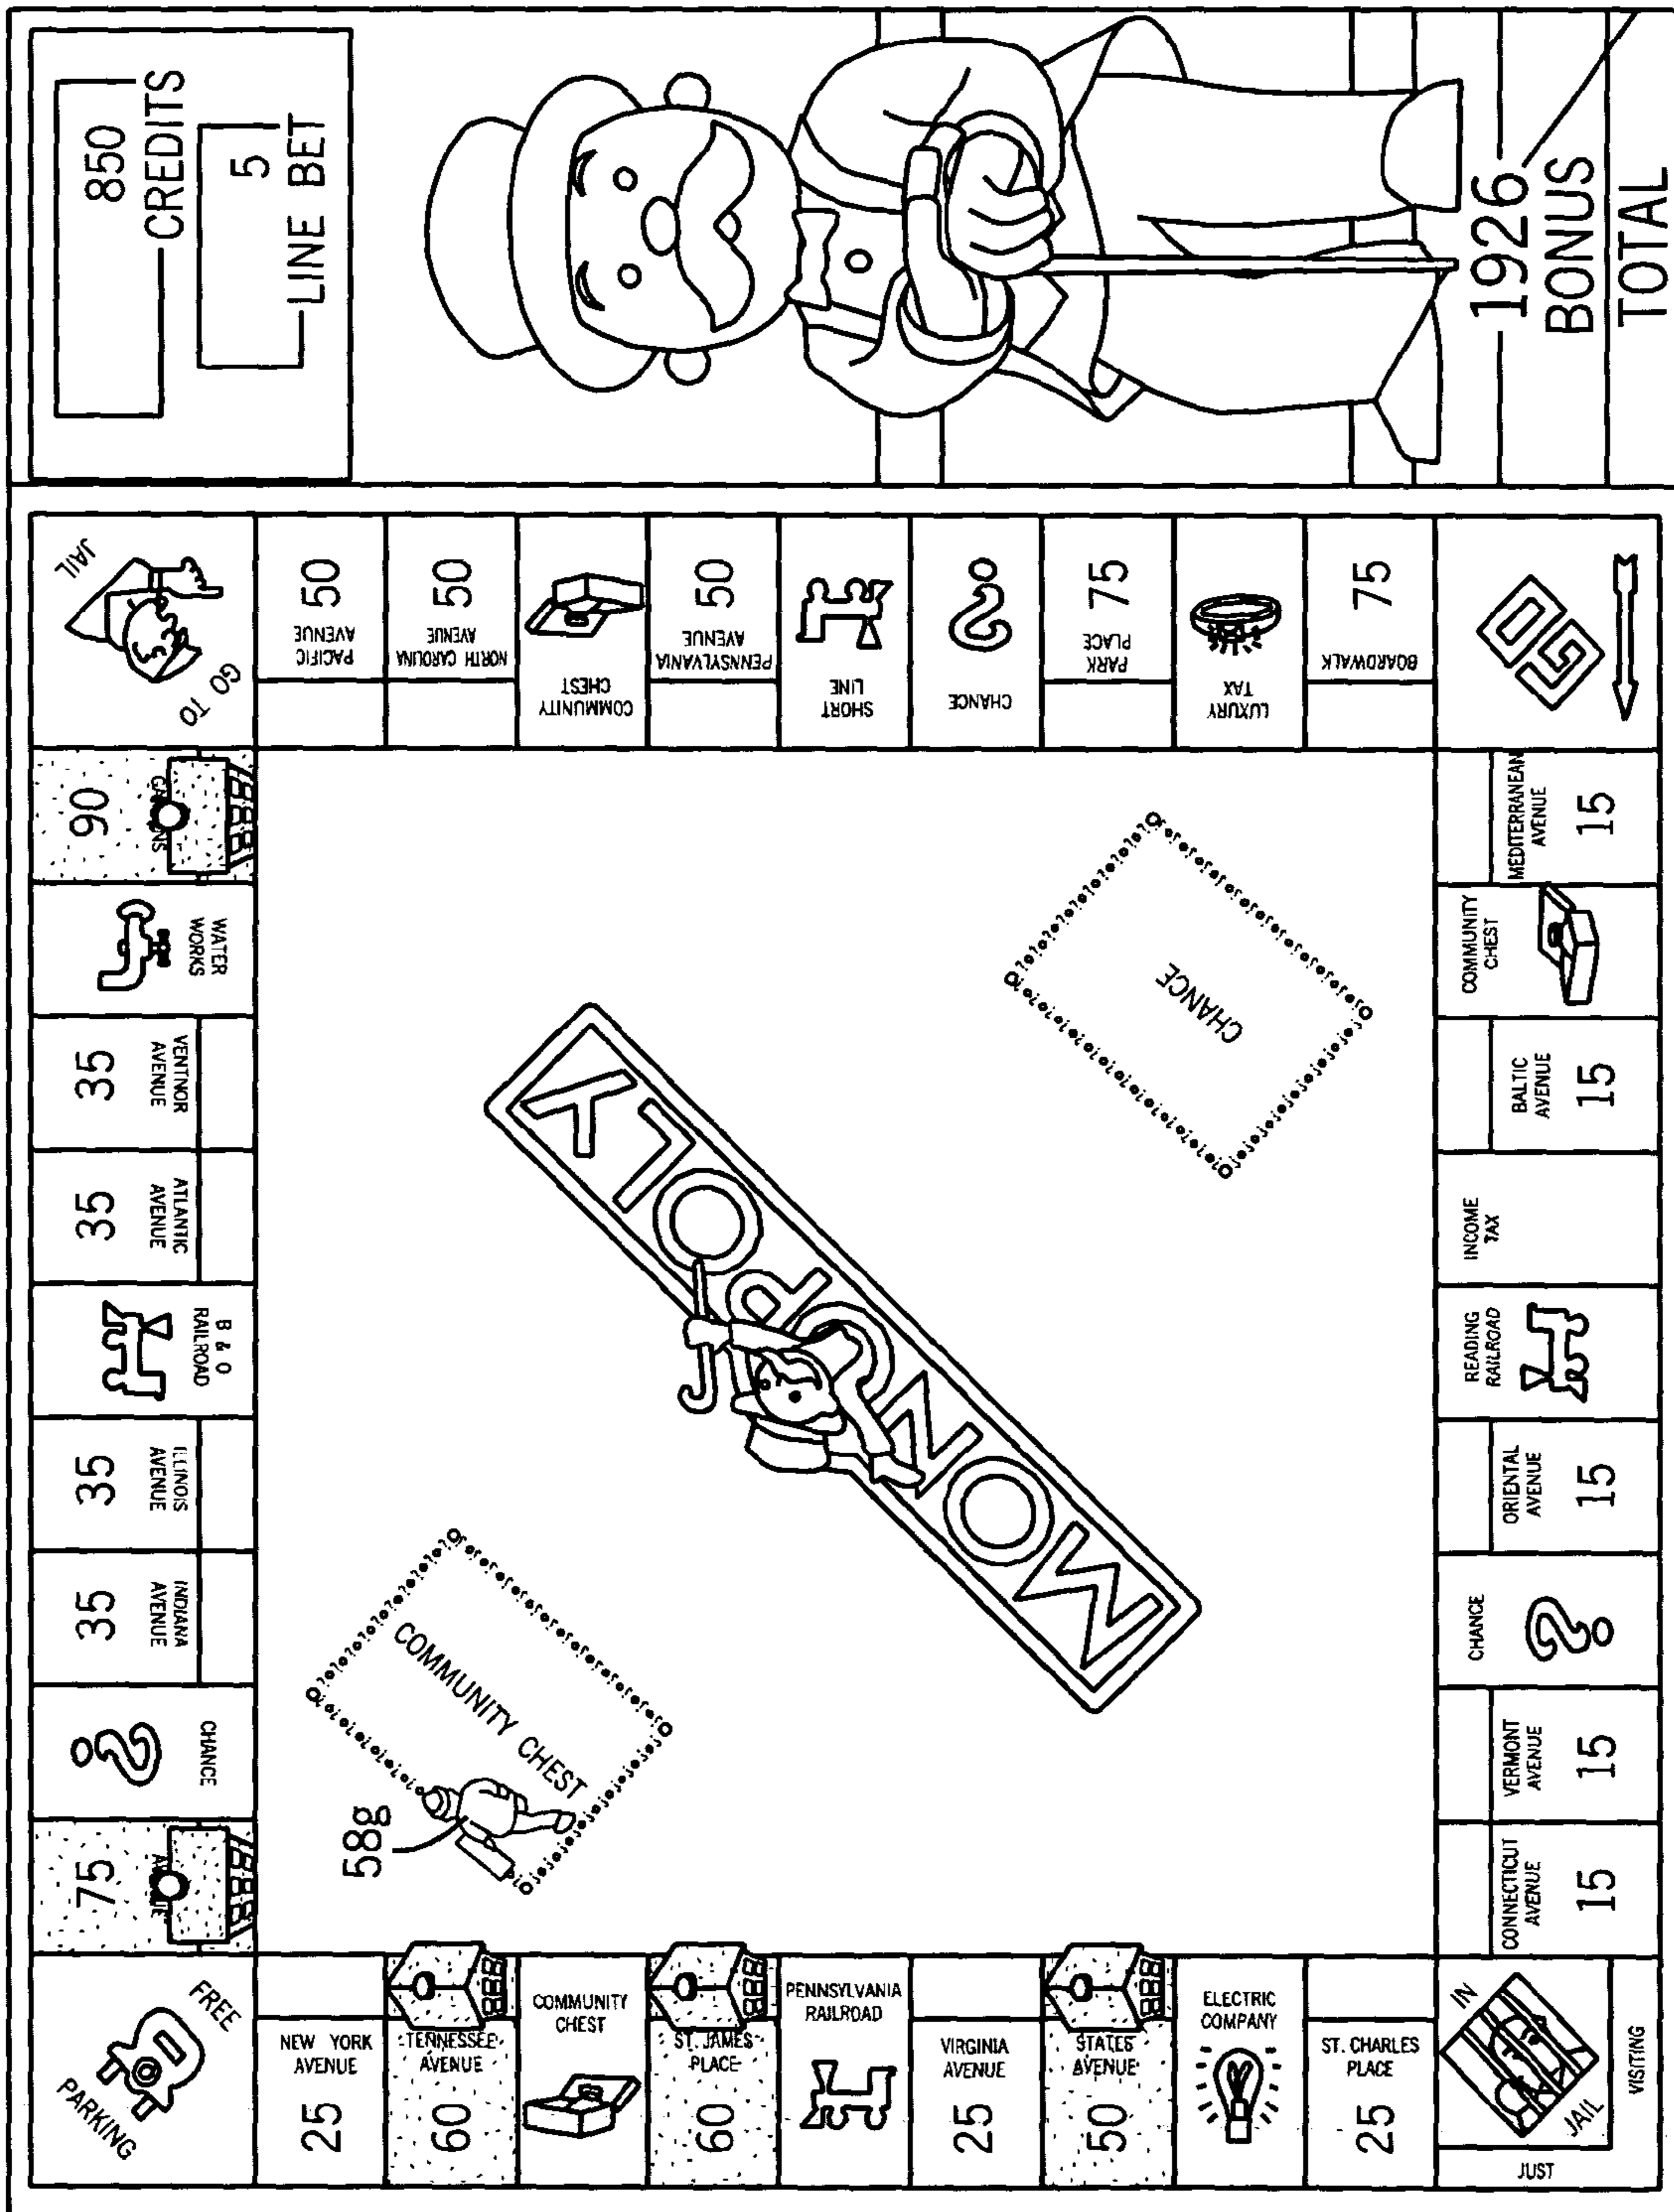 850
CREDITS
5
LINE BET
1926
BONUS
TOTAL
GO TO
JAIL
PACIFIC
AVENUE
50
NORTH CAROLINA
AVENUE
50
COMMUNITY
CHEST
PENNSYLVANIA
AVENUE
50
SHORT
LINE
CHANCE
PARK
PLACE
75
LUXURY
TAX
BOARDWALK
75
GO
MEDITERRANEAN
AVENUE
15
COMMUNITY
CHEST
BALTIC
AVENUE
15
INCOME
TAX
READING
RAILROAD
ORIENTAL
AVENUE
15
CHANCE
VERMONT
AVENUE
15
CONNECTICUT
AVENUE
15
IN
JAIL
JUST
VISITING
ST. CHARLES
PLACE
25
ELECTRIC
COMPANY
STATES
AVENUE
50
VIRGINIA
AVENUE
25
PENNSYLVANIA
RAILROAD
ST. JAMES
PLACE
60
COMMUNITY
CHEST
TENNESSEE
AVENUE
60
NEW YORK
AVENUE
25
FREE
PARKING
75
CHANCE
INDIANA
AVENUE
35
ILLINOIS
AVENUE
35
B & O
RAILROAD
ATLANTIC
AVENUE
35
VENTNOR
AVENUE
35
WATER
WORKS
90
CHANCE
MONOPOLY
COMMUNITY CHEST
58g